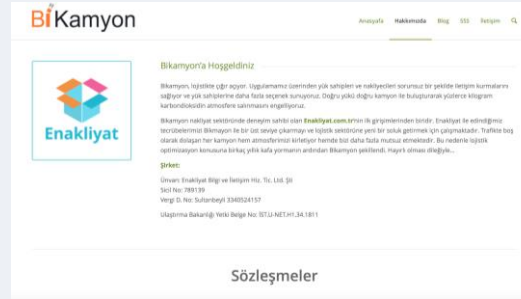 BiKamyon
Anasayfa Hakkımızda Blog SSS İletişim
Bikamyon'a Hoşgeldiniz
Bikamyon, lojistikte çığır açıyor. Uygulamamız üzerinden yük sahipleri ve nakliyecileri sorunsuz bir şekilde iletişim kurmalarını
sağlıyor ve yük sahiplerine daha fazla seçenek sunuyoruz. Doğru yükü doğru kamyon ile buluşturarak yüzlerce kilogram
karbondioksidin atmosfere salınmasını engelliyoruz.
Enakliyat
Bikamyon nakliyat sektöründe deneyim sahibi olan Enakliyat.com.tr'nin ilk girişimlerinden biridir. Enakliyat ile edindiğimiz
tecrübelerimizi Bikmayon ile bir üst seviye çıkarmayı ve lojistik sektörüne yeni bir soluk getirmek için çalışmaktadır. Trafikte boş
olarak dolaşan her kamyon hem atmosferimizi kirletiyor hemde bizi daha fazla mutsuz etmektedir. Bu nedenle lojistik
optimizasyon konusuna birkaç yıllık kafa yormanın ardından Bikamyon şekillendi. Hayırlı olması dileğiyle...
Şirket:
Ünvan: Enakliyat Bilgi ve İletişim Hiz. Tic. Ltd. Şti
Sicil No: 789139
Vergi D. No: Sultanbeyli 3340524157
Ulaştırma Bakanlığı Yetki Belge No: İST.U-NET.H1.34.1811
Sözleşmeler